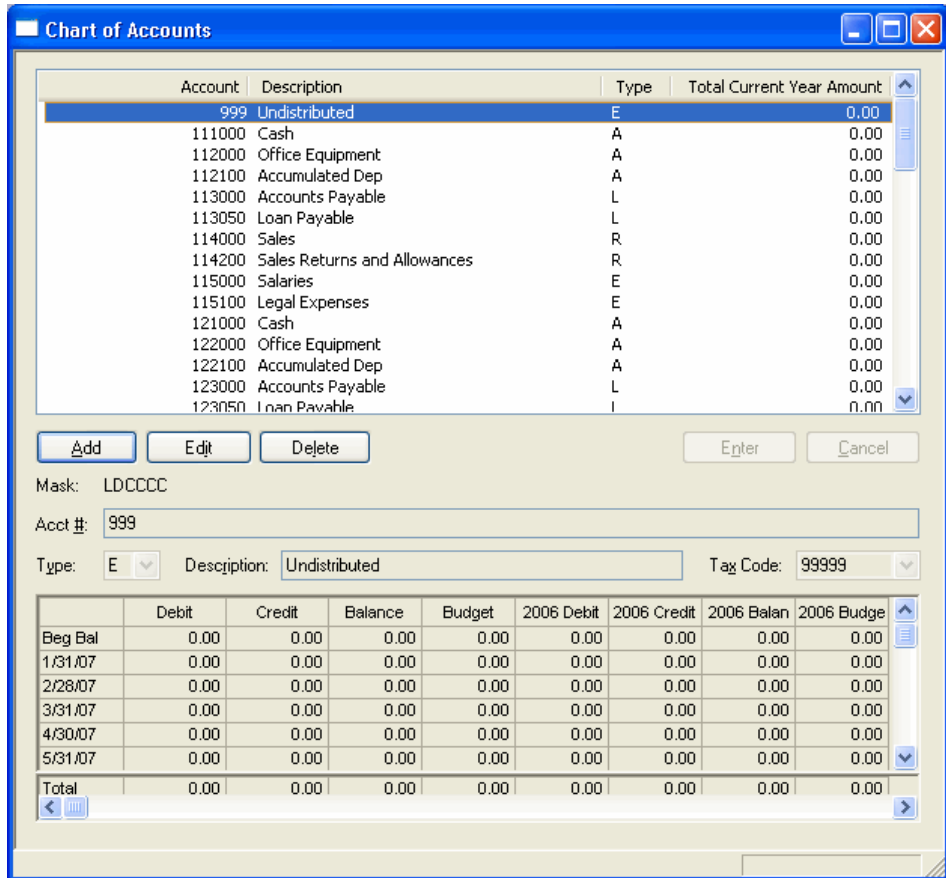 Chart of Accounts
Account Description Type Total Current Year Amount
999 Undistributed E 0.00
111000 Cash A 0.00
112000 Office Equipment A 0.00
112100 Accumulated Dep A 0.00
113000 Accounts Payable L 0.00
113050 Loan Payable L 0.00
114000 Sales R 0.00
114200 Sales Returns and Allowances R 0.00
115000 Salaries E 0.00
115100 Legal Expenses E 0.00
121000 Cash A 0.00
122000 Office Equipment A 0.00
122100 Accumulated Dep A 0.00
123000 Accounts Payable L 0.00
123050 Loan Payable L 0.00
Add Edit Delete Enter Cancel
Mask: LDCCCC
Acct #: 999
Type: E Description: Undistributed Tax Code: 99999
Debit Credit Balance Budget 2006 Debit 2006 Credit 2006 Balan 2006 Budge
Beg Bal 0.00 0.00 0.00 0.00 0.00 0.00 0.00 0.00
1/31/07 0.00 0.00 0.00 0.00 0.00 0.00 0.00 0.00
2/28/07 0.00 0.00 0.00 0.00 0.00 0.00 0.00 0.00
3/31/07 0.00 0.00 0.00 0.00 0.00 0.00 0.00 0.00
4/30/07 0.00 0.00 0.00 0.00 0.00 0.00 0.00 0.00
5/31/07 0.00 0.00 0.00 0.00 0.00 0.00 0.00 0.00
Total 0.00 0.00 0.00 0.00 0.00 0.00 0.00 0.00